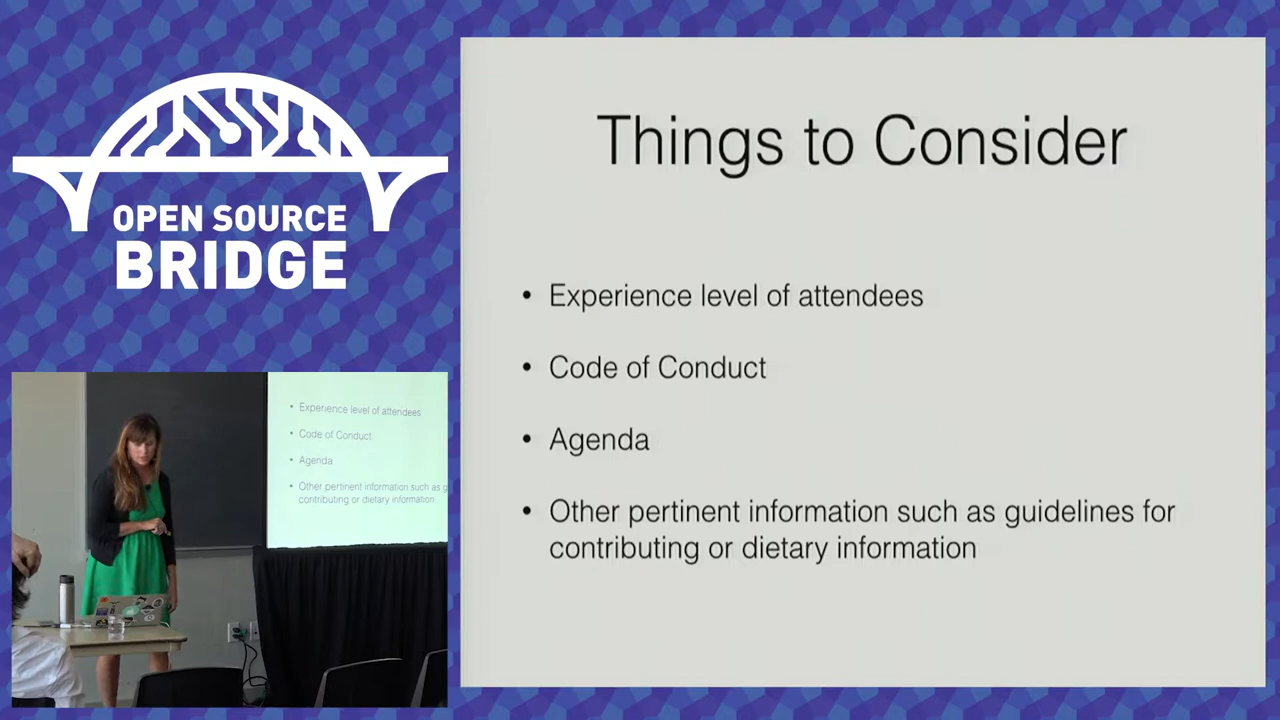 OPEN SOURCE
BRIDGE
Things to Consider
• Experience level of attendees
• Code of Conduct
• Agenda
• Other pertinent information such as guidelines for
contributing or dietary information
• Experience level of attendees
• Code of Conduct
• Agenda
• Other pertinent information such as g
contributing or dietary information